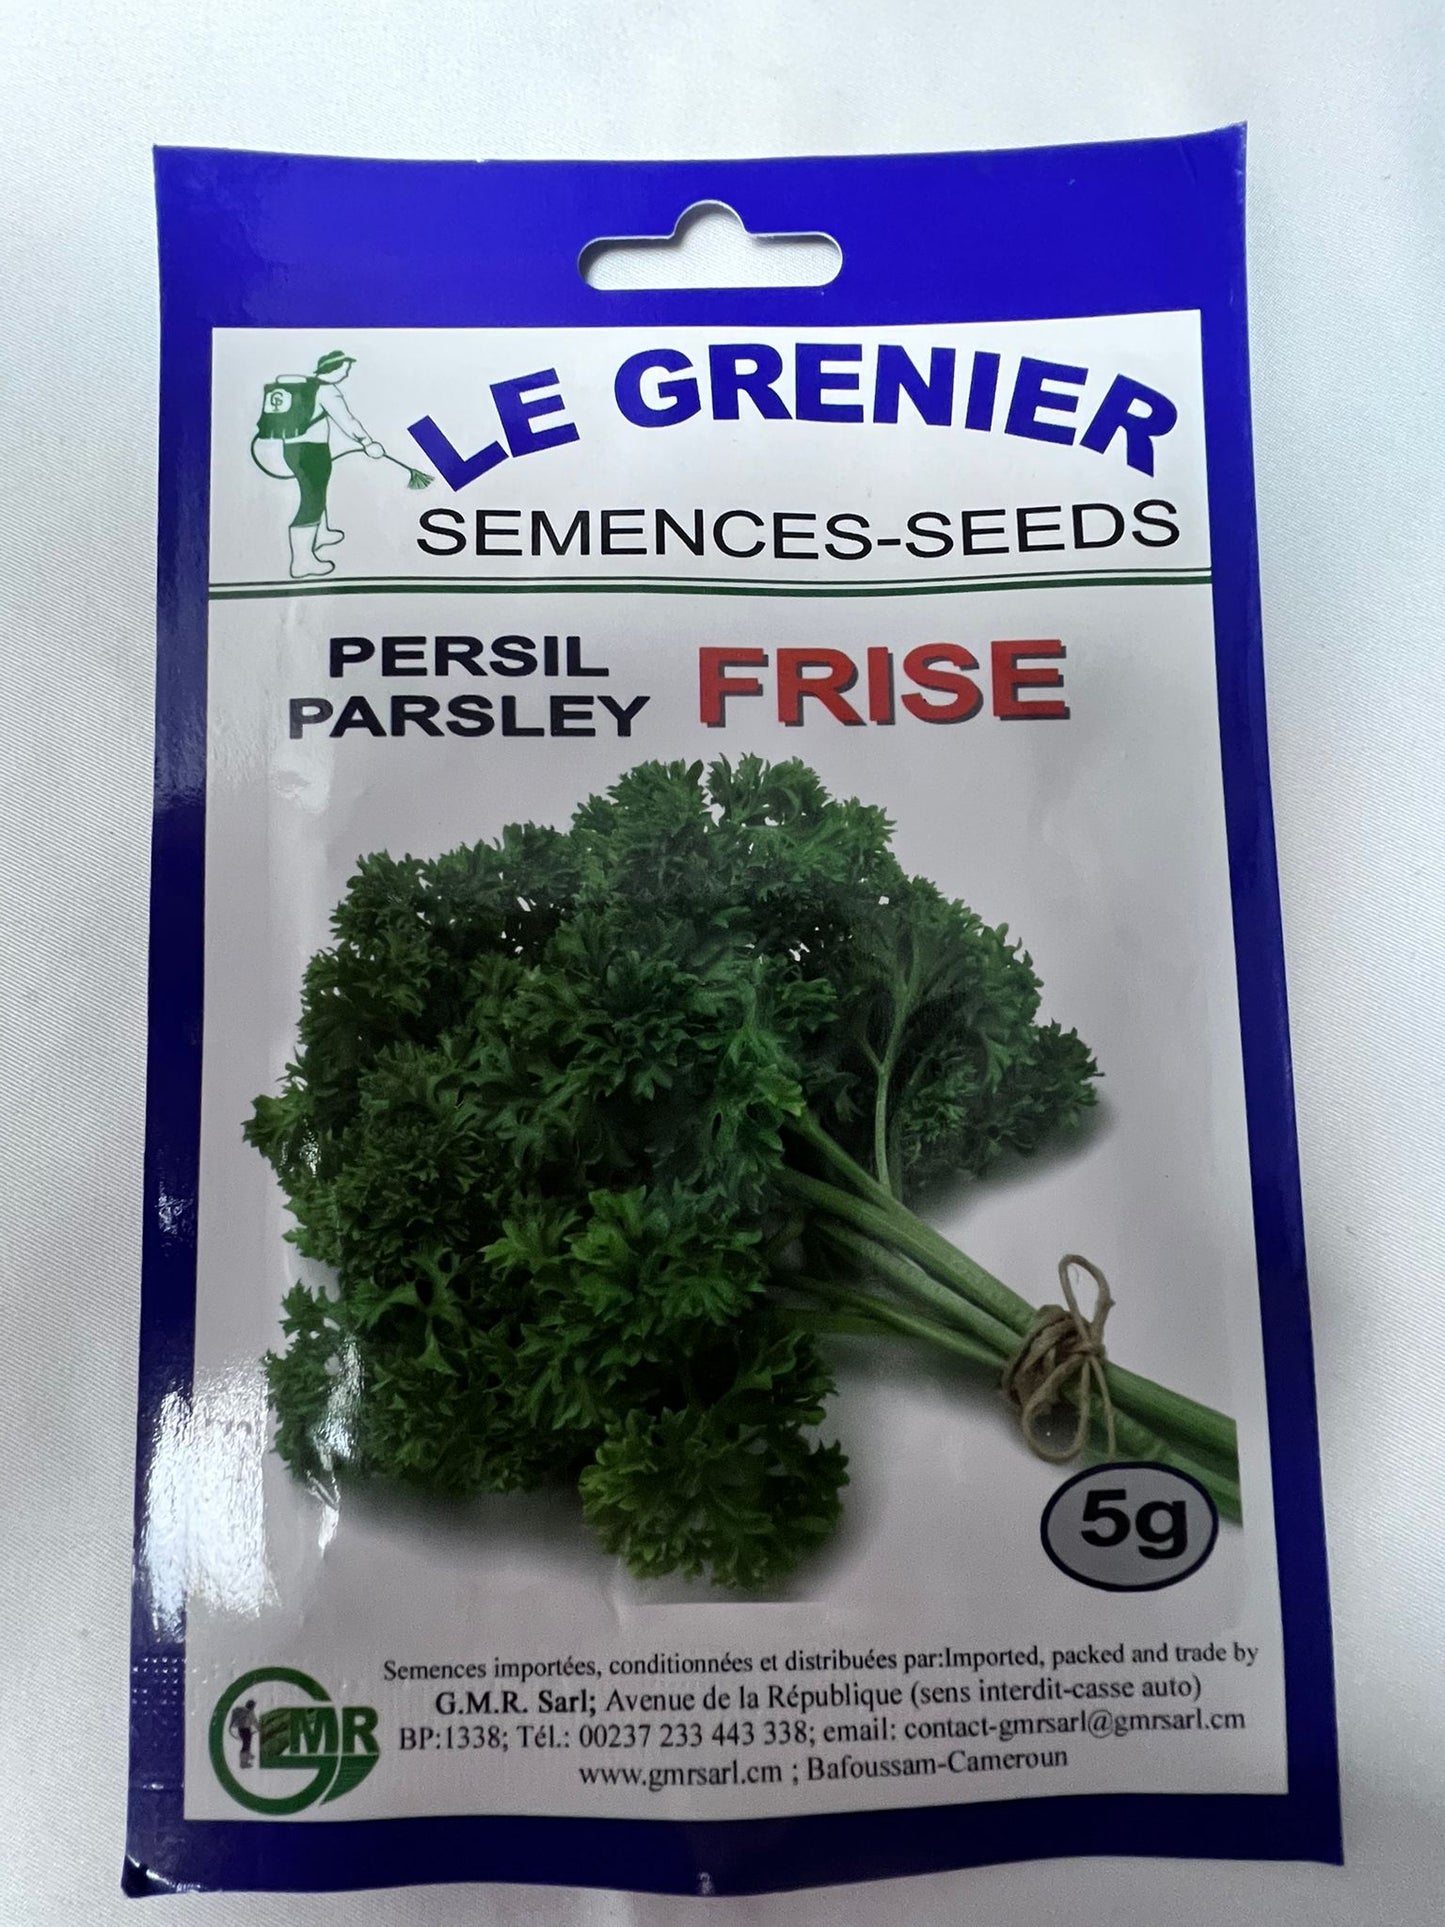 LE GRENIER
SEMENCES-SEEDS
PERSIL
PARSLEY
FRISE
5g
Semences importées, conditionnées et distribuées par:Imported, packed and trade by
G.M.R. Sarl; Avenue de la République (sens interdit-casse auto)
BP:1338; Tél.: 00237 233 443 338; email: contact-gmrsarl@gmrsarl.cm
www.gmrsarl.cm ; Bafoussam-Cameroun
GMR